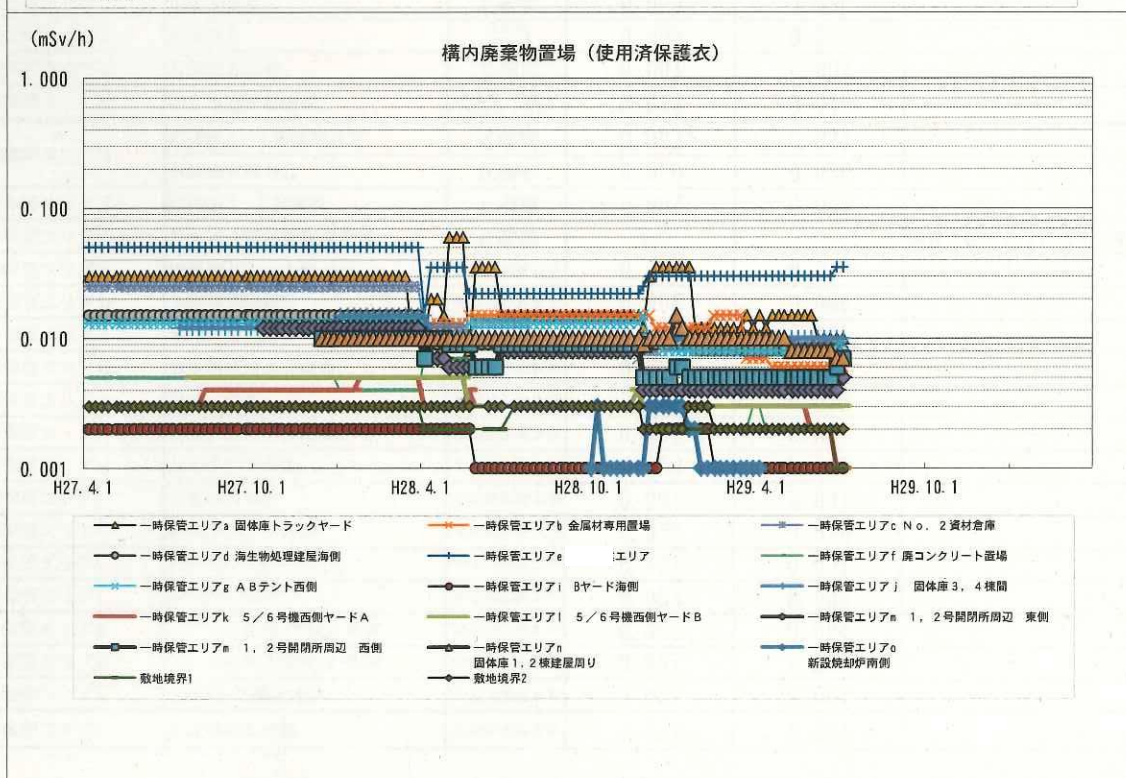 (mSv/h)
構内廃棄物置場（使用済保護衣）
1.000
0.100
0.010
0.001
H27.4.1 H27.10.1 H28.4.1 H28.10.1 H29.4.1 H29.10.1
一時保管エリアa 固体庫トラックヤード 一時保管エリアb 金属材専用置場 一時保管エリアc No．2資材倉庫
一時保管エリアd 海生物処理建屋海側 一時保管エリアe エリア 一時保管エリアf 廃コンクリート置場
一時保管エリアg ABテント西側 一時保管エリアi Bヤード海側 一時保管エリアj 固体庫3，4棟間
一時保管エリアk 5／6号機西側ヤードA 一時保管エリアl 5／6号機西側ヤードB 一時保管エリアm 1，2号開閉所周辺 東側
一時保管エリアm 1，2号開閉所周辺 西側 一時保管エリアn 一時保管エリアo
固体庫1,2棟建屋周り 新設焼却炉南側
敷地境界1 敷地境界2